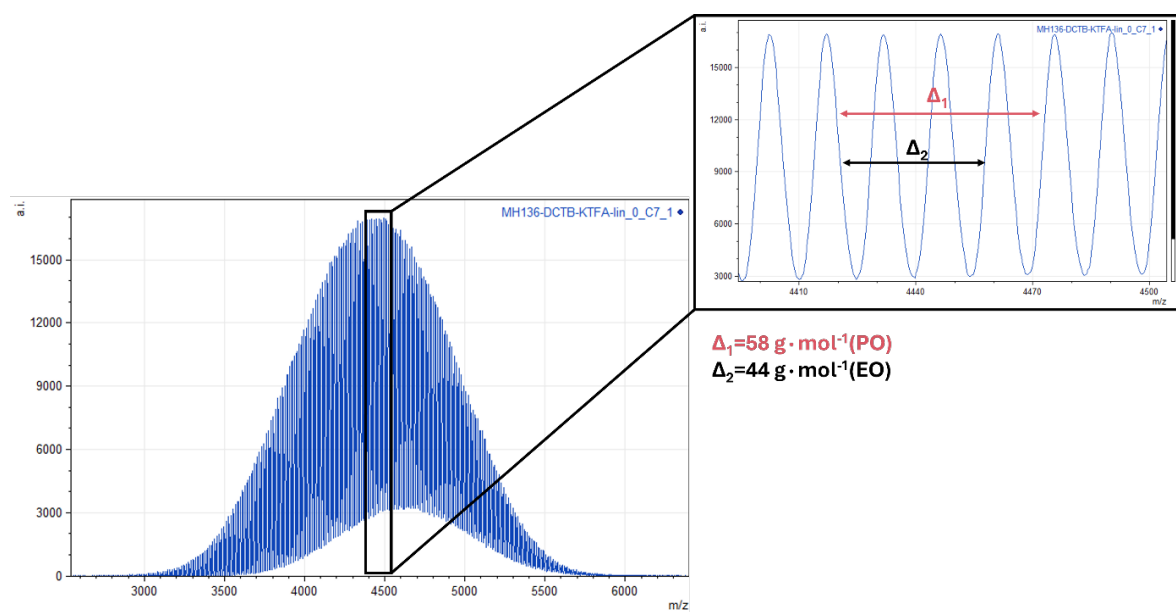 a.i.
MH136-DCTB-KTFA-lin_0_C7_1
15000
12000
9000
6000
3000
Δ₁
Δ₂
4410
4440
4470
4500
m/z
Δ₁=58 g·mol⁻¹(PO)
Δ₂=44 g·mol⁻¹(EO)
a.i.
MH136-DCTB-KTFA-lin_0_C7_1
15000
12000
9000
6000
3000
0
3000
3500
4000
4500
5000
5500
6000
m/z